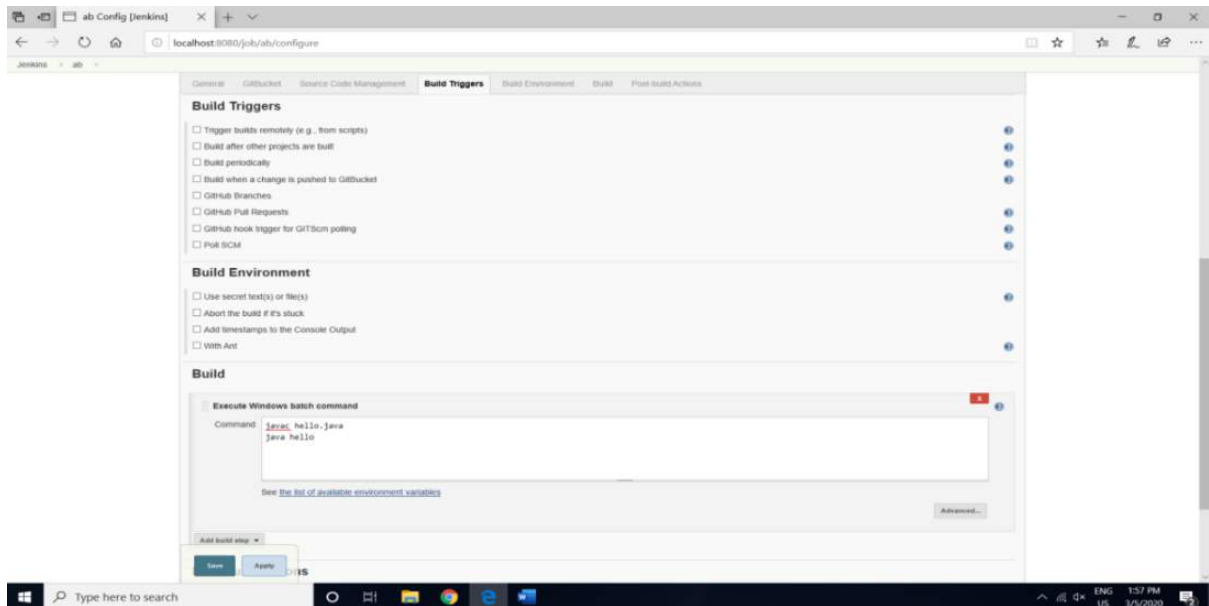 ab Config [Jenkins]
localhost:8080/job/ab/configure
Jenkins ab
General GitBucket Source Code Management Build Triggers Build Environment Build Post-build Actions
Build Triggers
Trigger builds remotely (e.g., from scripts)
Build after other projects are built
Build periodically
Build when a change is pushed to GitBucket
GitHub Branches
GitHub Pull Requests
GitHub hook trigger for GITScm polling
Poll SCM
Build Environment
Use secret text(s) or file(s)
Abort the build if it's stuck
Add timestamps to the Console Output
With Ant
Build
X
Execute Windows batch command
Command
javac hello.java
java hello
See the list of available environment variables
Advanced...
Add build step
Save Apply ons
Type here to search
ENG 1:57 PM
US 3/5/2020